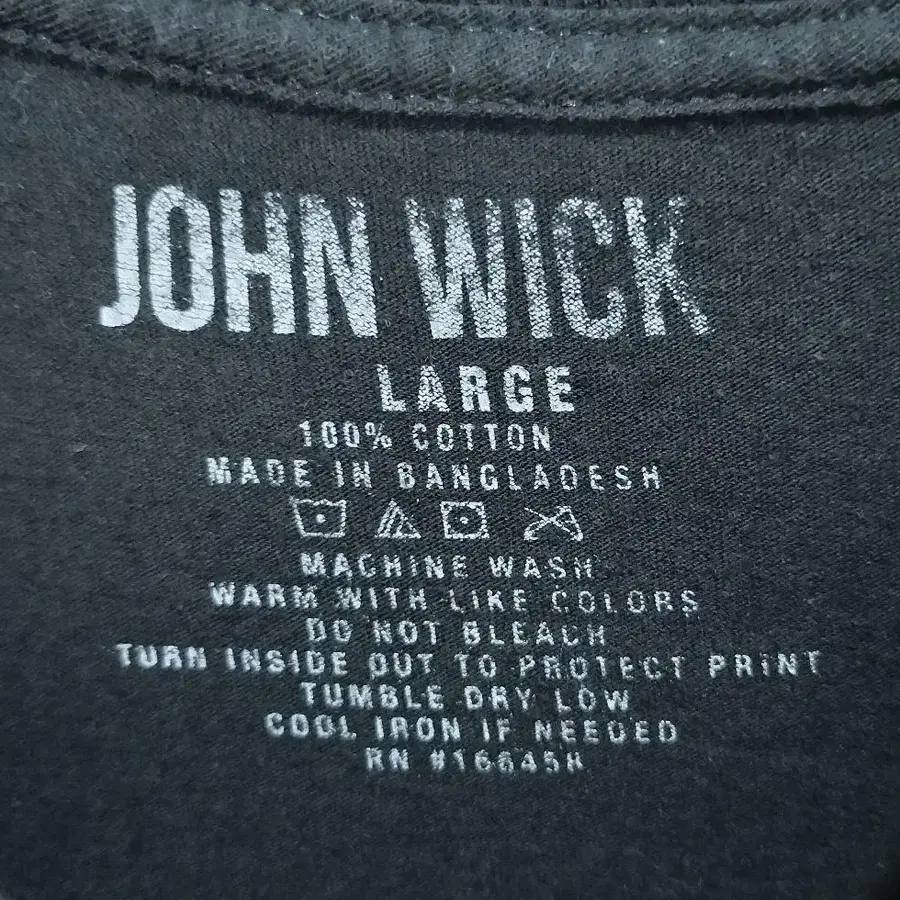 JOHN WICK
LARGE
100% COTTON
MADE IN BANGLADESH
MACHINE WASH
WARM WITH LIKE COLORS
DO NOT BLEACH
TURN INSIDE OUT TO PROTECT PRINT
TUMBLE DRY LOW
COOL IRON IF NEEDED
RN